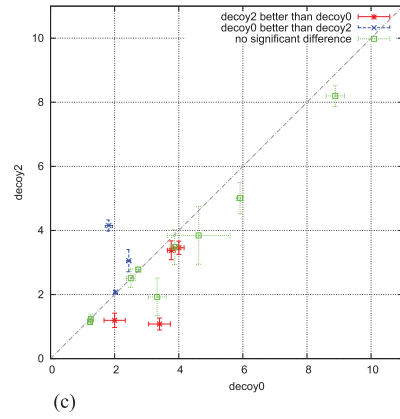 decoy2 better than decoy0
decoy0 better than decoy2
no significant difference
10
8
6
4
2
0
decoy2
0 2 4 6 8 10
decoy0
(c)